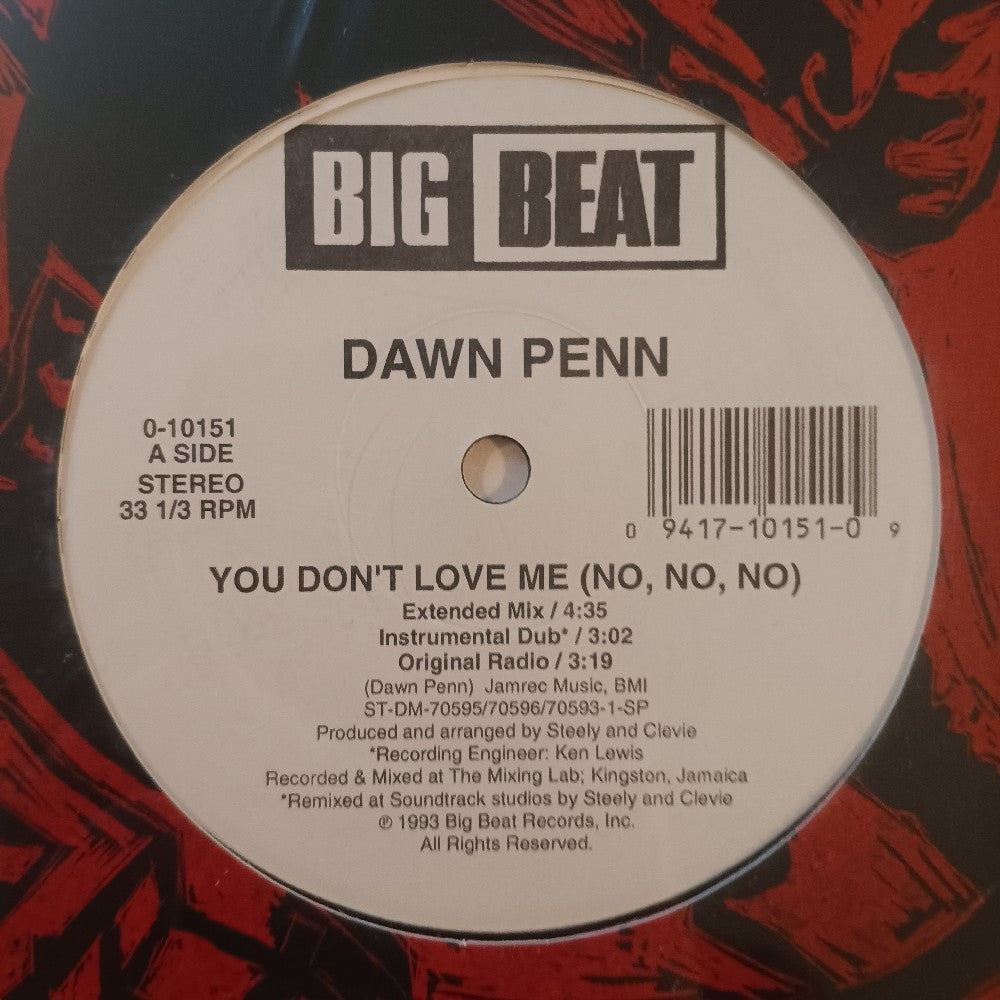 BIG BEAT
DAWN PENN
0-10151
A SIDE
STEREO
33 1/3 RPM
0 9417-10151-0 9
YOU DON'T LOVE ME (NO, NO, NO)
Extended Mix / 4:35
Instrumental Dub* / 3:02
Original Radio / 3:19
(Dawn Penn) Jamrec Music, BMI
ST-DM-70595/70596/70593-1-SP
Produced and arranged by Steely and Clevie
*Recording Engineer: Ken Lewis
Recorded & Mixed at The Mixing Lab; Kingston, Jamaica
*Remixed at Soundtrack studios by Steely and Clevie
℗ 1993 Big Beat Records, Inc.
All Rights Reserved.